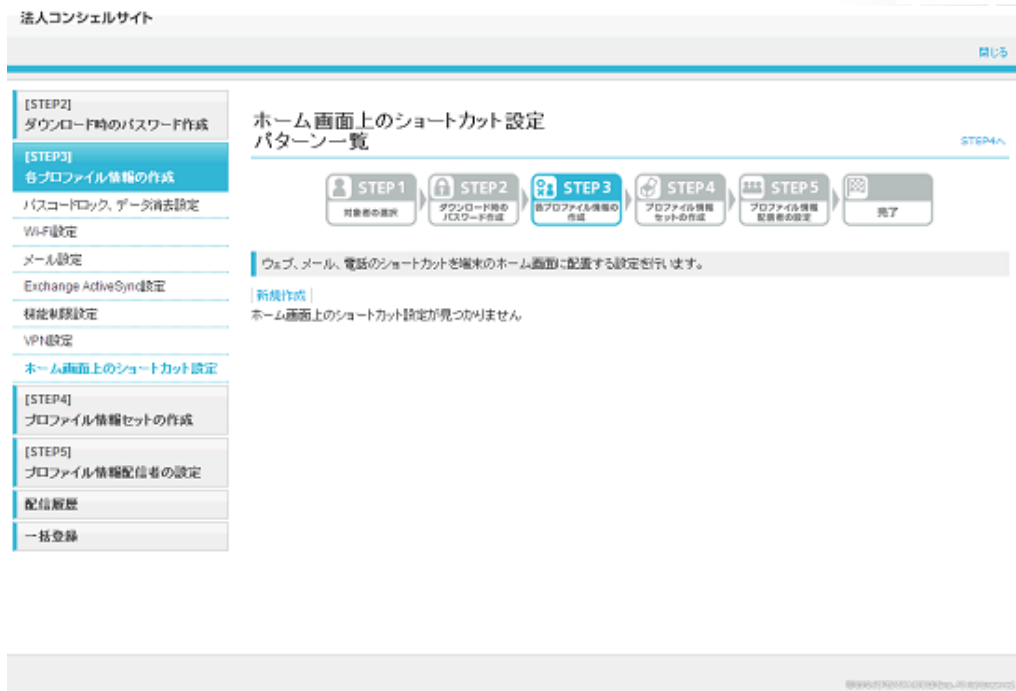 法人コンシェルサイト
閉じる
[STEP2]
ダウンロード時のパスワード作成
[STEP3]
各プロファイル情報の作成
パスコードロック、データ消去設定
Wi-Fi設定
メール設定
Exchange ActiveSync設定
機能制限設定
VPN設定
ホーム画面上のショートカット設定
[STEP4]
プロファイル情報セットの作成
[STEP5]
プロファイル情報配信者の設定
配信履歴
一括登録
ホーム画面上のショートカット設定
パターン一覧
STEP4へ
STEP 1
対象者の選択
STEP 2
ダウンロード時の
パスワード作成
STEP 3
各プロファイル情報の
作成
STEP 4
プロファイル情報
セットの作成
STEP 5
プロファイル情報
配信者の設定
完了
ウェブ、メール、電話のショートカットを端末のホーム画面に配置する設定を行います。
新規作成
ホーム画面上のショートカット設定が見つかりません